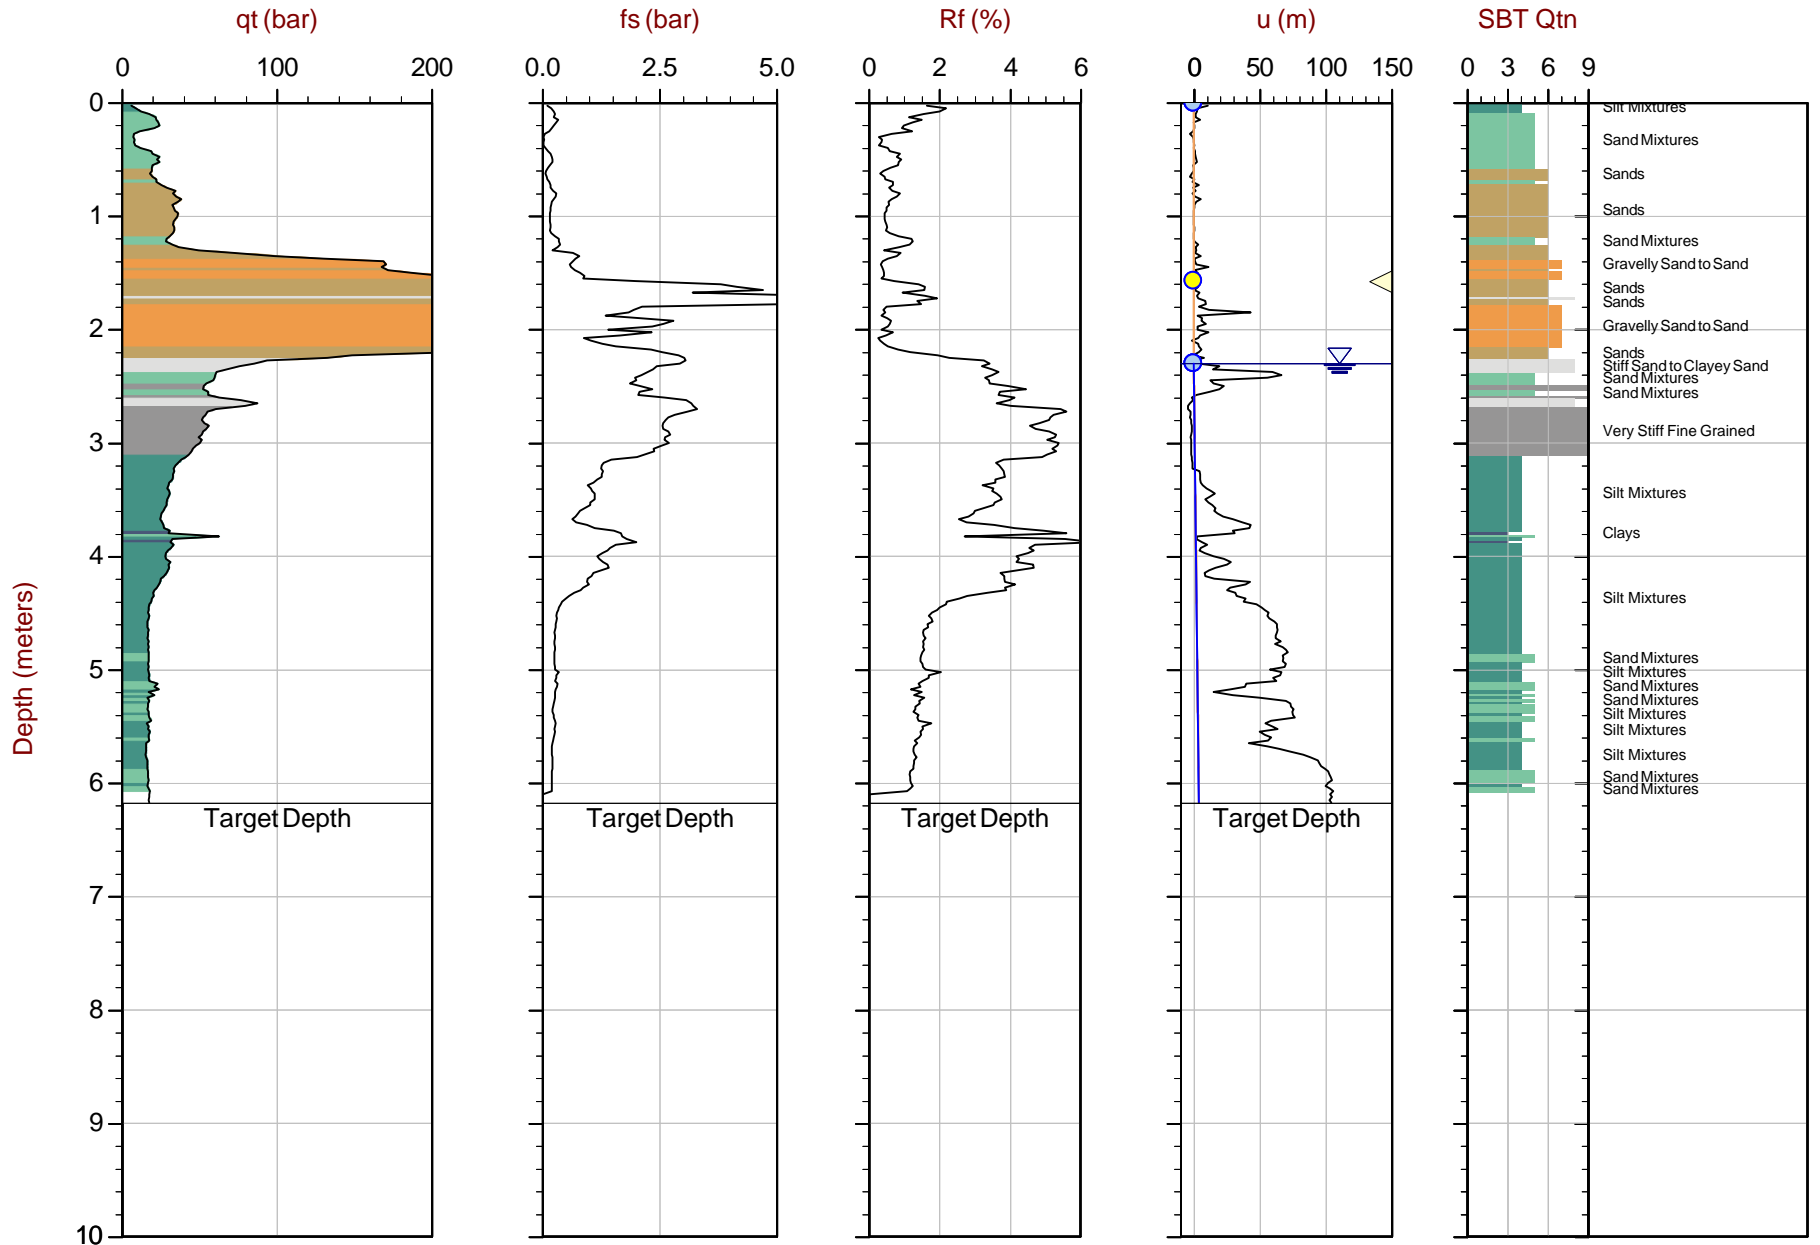 qt (bar) fs (bar) Rf (%) u (m) SBT Qtn
0 100 200 0.0 2.5 5.0 0 2 4 6 0 50 100 150 0 3 6 9
0
Silt Mixtures
Sand Mixtures
Sands
Sands
1
Sand Mixtures
Gravelly Sand to Sand
Sands
Sands
Gravelly Sand to Sand
2
Sands
Stiff Sand to Clayey Sand
Sand Mixtures
Sand Mixtures
Very Stiff Fine Grained
3
Silt Mixtures
Clays
4
Silt Mixtures
Sand Mixtures
5
Silt Mixtures
Sand Mixtures
Sand Mixtures
Silt Mixtures
Silt Mixtures
Silt Mixtures
Sand Mixtures
6
Sand Mixtures
Target Depth Target Depth Target Depth Target Depth
7
8
9
10
Depth (meters)